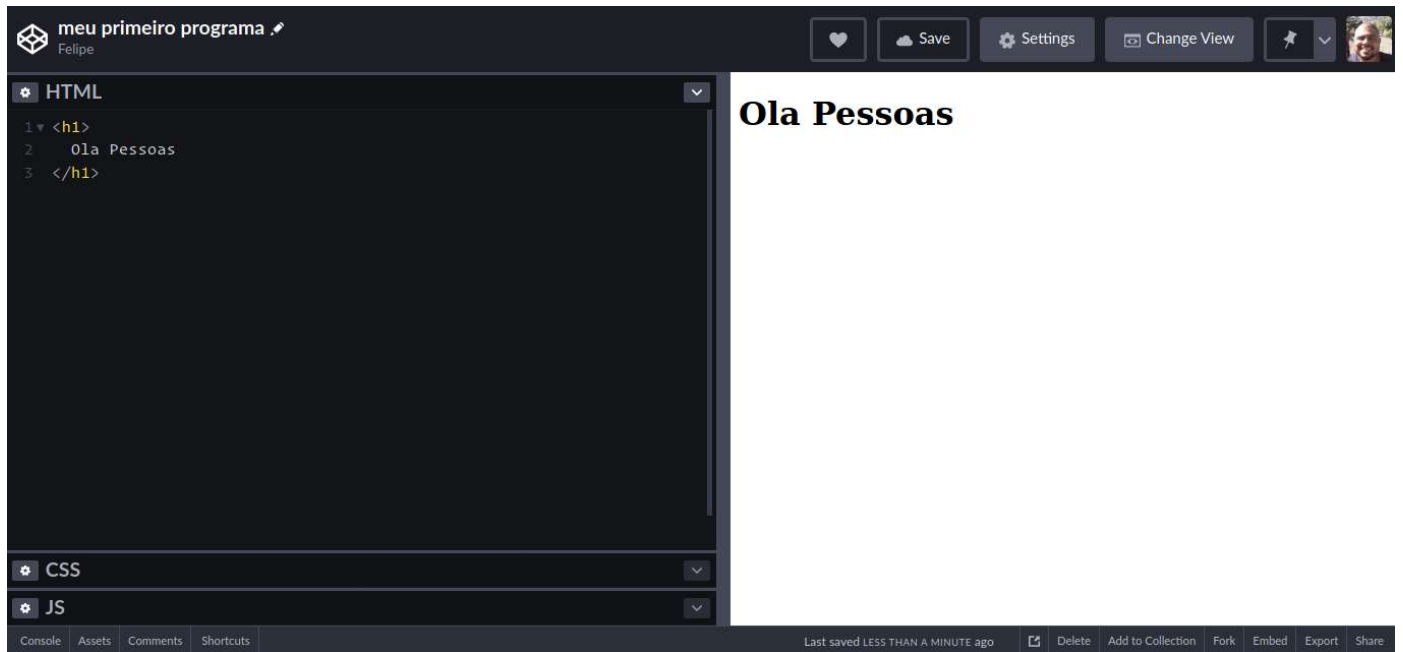 meu primeiro programa
Felipe
Save
Settings
Change View
HTML
1 <h1>
2 Ola Pessoas
3 </h1>
Ola Pessoas
CSS
JS
Console Assets Comments Shortcuts
Last saved LESS THAN A MINUTE ago Delete Add to Collection Fork Embed Export Share